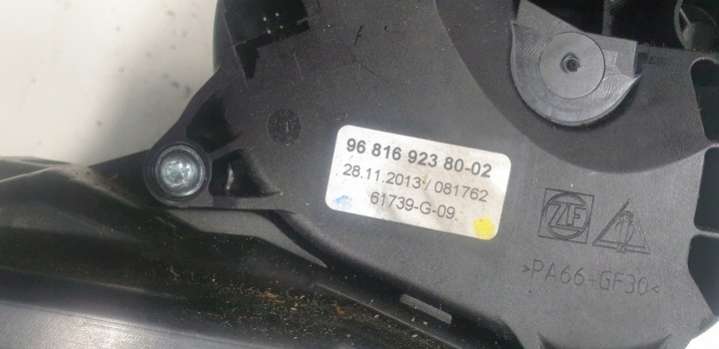 96 816 923 80-02
28.11.2013 / 081762
61739-G-09.
ZF
>PA66-GF30<